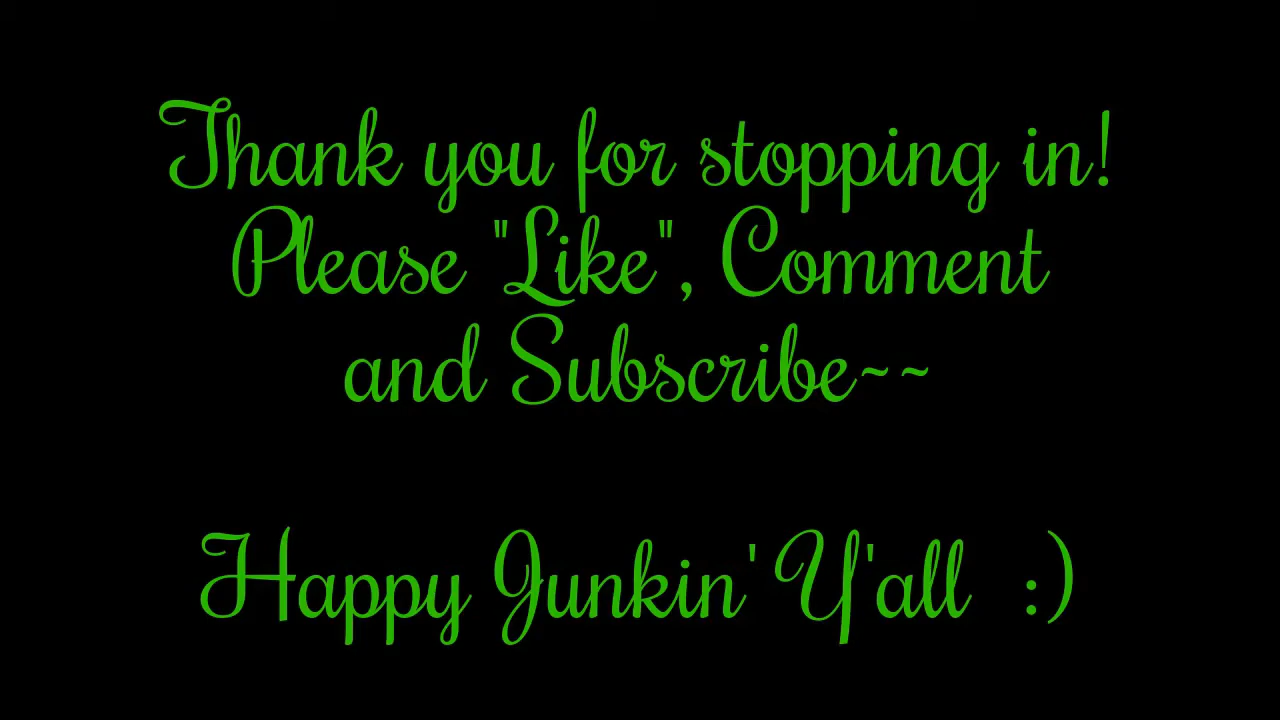 Thank you for stopping in!
Please "Like", Comment
and Subscribe~~
Happy Junkin' Y'all :)